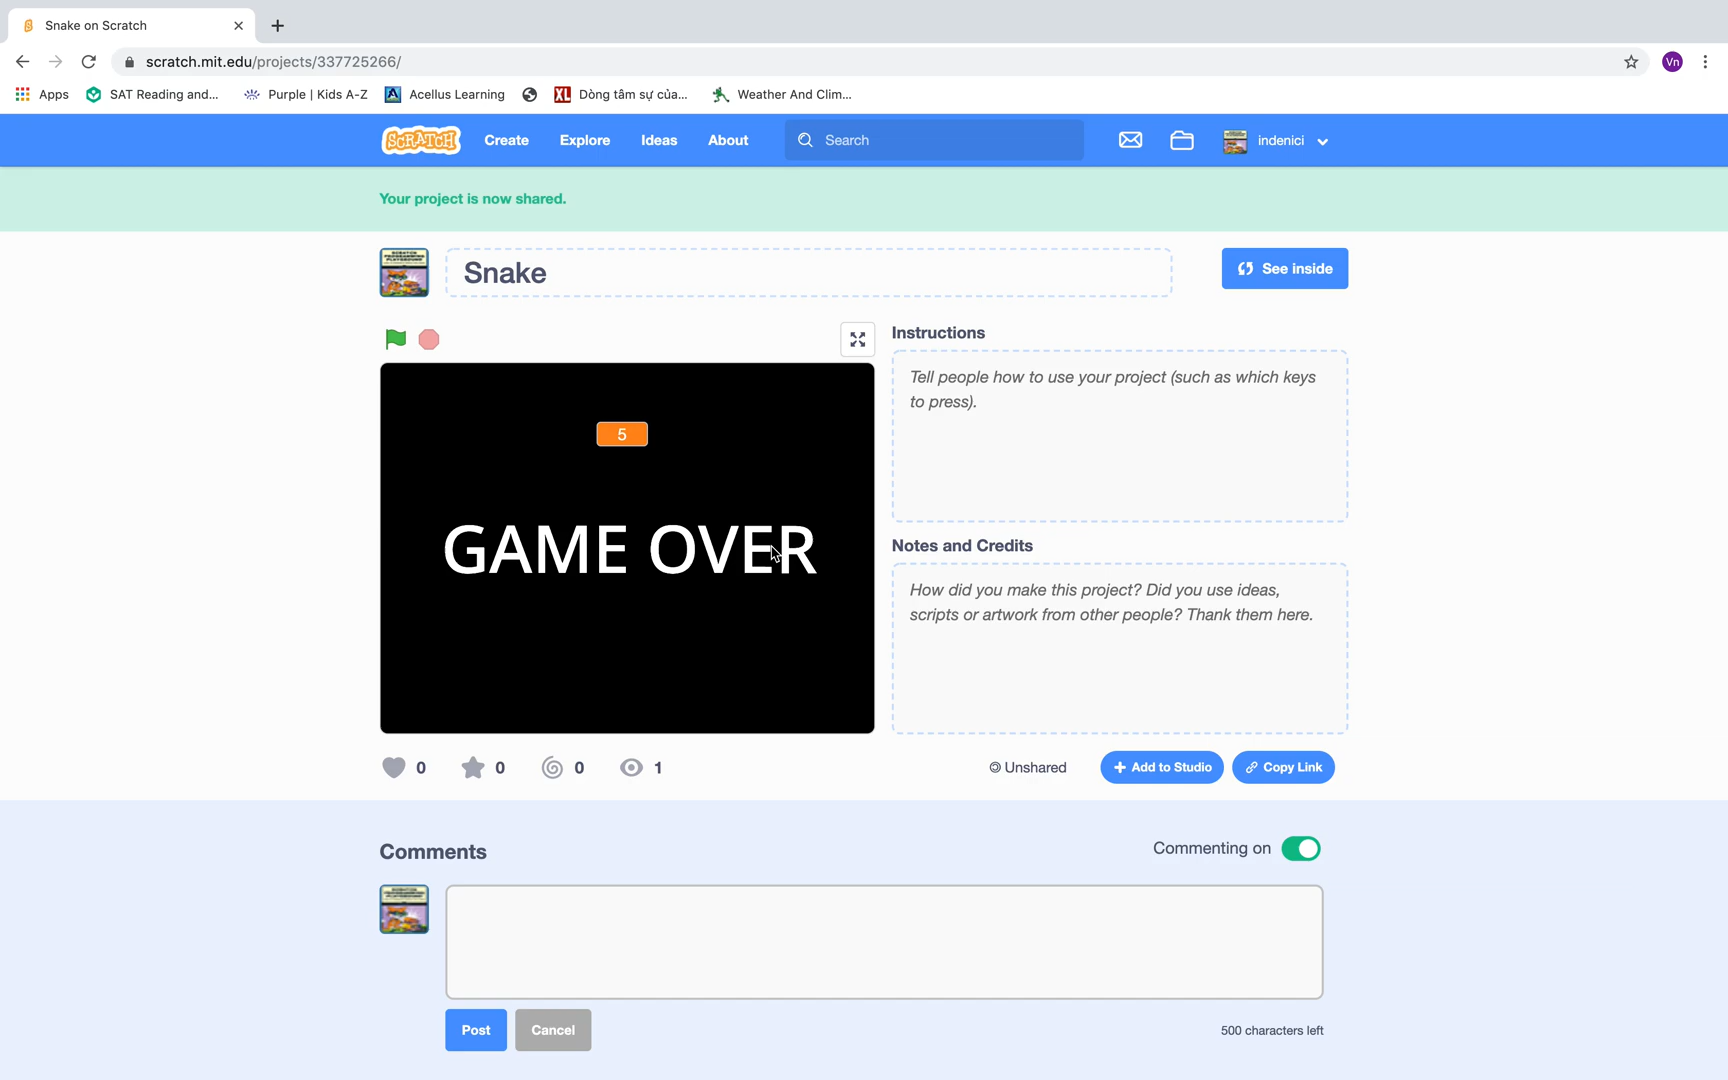 Snake on Scratch
scratch.mit.edu/projects/337725266/
Vn
Apps
SAT Reading and...
Purple | Kids A-Z
Acellus Learning
XL
Dòng tâm sự của...
Weather And Clim...
SCRATCH
Create
Explore
Ideas
About
Search
indenici
Your project is now shared.
Snake
See inside
Instructions
Tell people how to use your project (such as which keys
to press).
5
GAME OVER
Notes and Credits
How did you make this project? Did you use ideas,
scripts or artwork from other people? Thank them here.
0
0
0
1
Unshared
Add to Studio
Copy Link
Comments
Commenting on
Post
Cancel
500 characters left